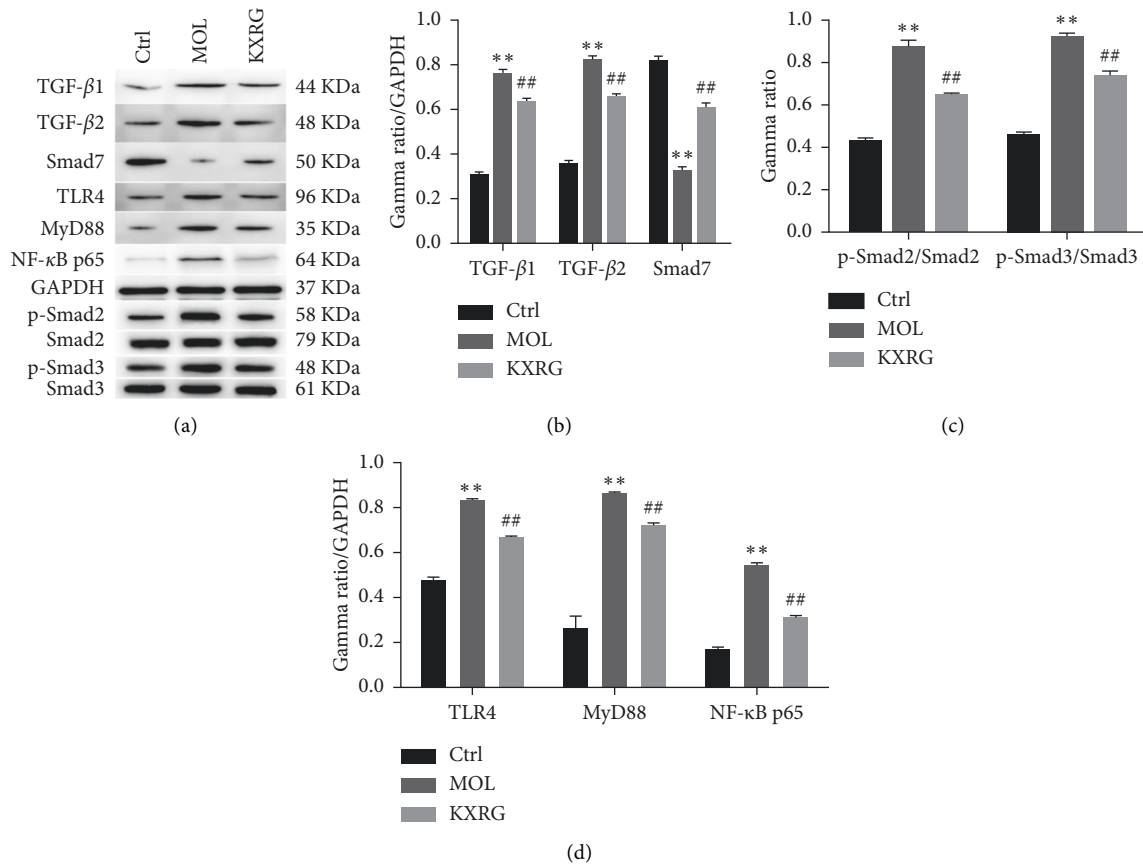 Ctrl MOL KXRG
TGF-β1 44 KDa
TGF-β2 48 KDa
Smad7 50 KDa
TLR4 96 KDa
MyD88 35 KDa
NF-κB p65 64 KDa
GAPDH 37 KDa
p-Smad2 58 KDa
Smad2 79 KDa
p-Smad3 48 KDa
Smad3 61 KDa
(a)
Gamma ratio/GAPDH
1.0
0.8
0.6
0.4
0.2
0.0
** ** ##
## ## **
TGF-β1 TGF-β2 Smad7
Ctrl
MOL
KXRG
(b)
Gamma ratio
1.0
0.8
0.6
0.4
0.2
0.0
** **
## ##
p-Smad2/Smad2 p-Smad3/Smad3
Ctrl
MOL
KXRG
(c)
Gamma ratio/GAPDH
1.0
0.8
0.6
0.4
0.2
0.0
** ** **
## ## ##
TLR4 MyD88 NF-κB p65
Ctrl
MOL
KXRG
(d)